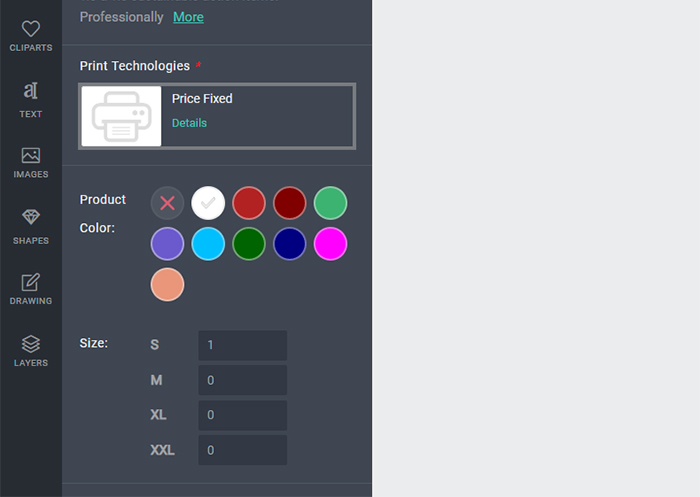 Professionally More
CLIPARTS
TEXT
IMAGES
SHAPES
DRAWING
LAYERS
Print Technologies *
Price Fixed
Details
Product
Color:
Size:
S 1
M 0
XL 0
XXL 0